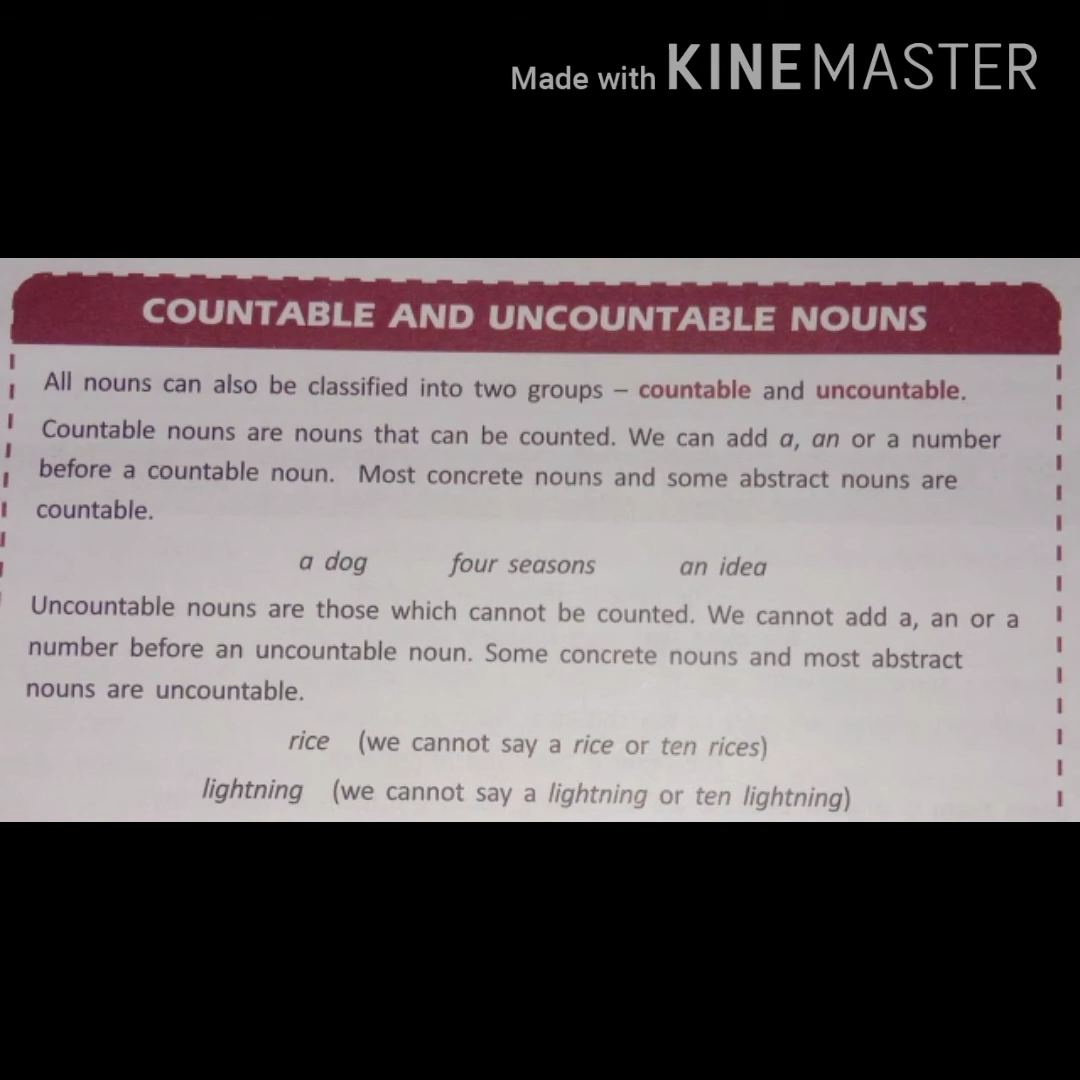 Made with KINEMASTER
COUNTABLE AND UNCOUNTABLE NOUNS
All nouns can also be classified into two groups – countable and uncountable.
Countable nouns are nouns that can be counted. We can add a, an or a number
before a countable noun. Most concrete nouns and some abstract nouns are
countable.
a dog four seasons an idea
Uncountable nouns are those which cannot be counted. We cannot add a, an or a
number before an uncountable noun. Some concrete nouns and most abstract
nouns are uncountable.
rice (we cannot say a rice or ten rices)
lightning (we cannot say a lightning or ten lightning)